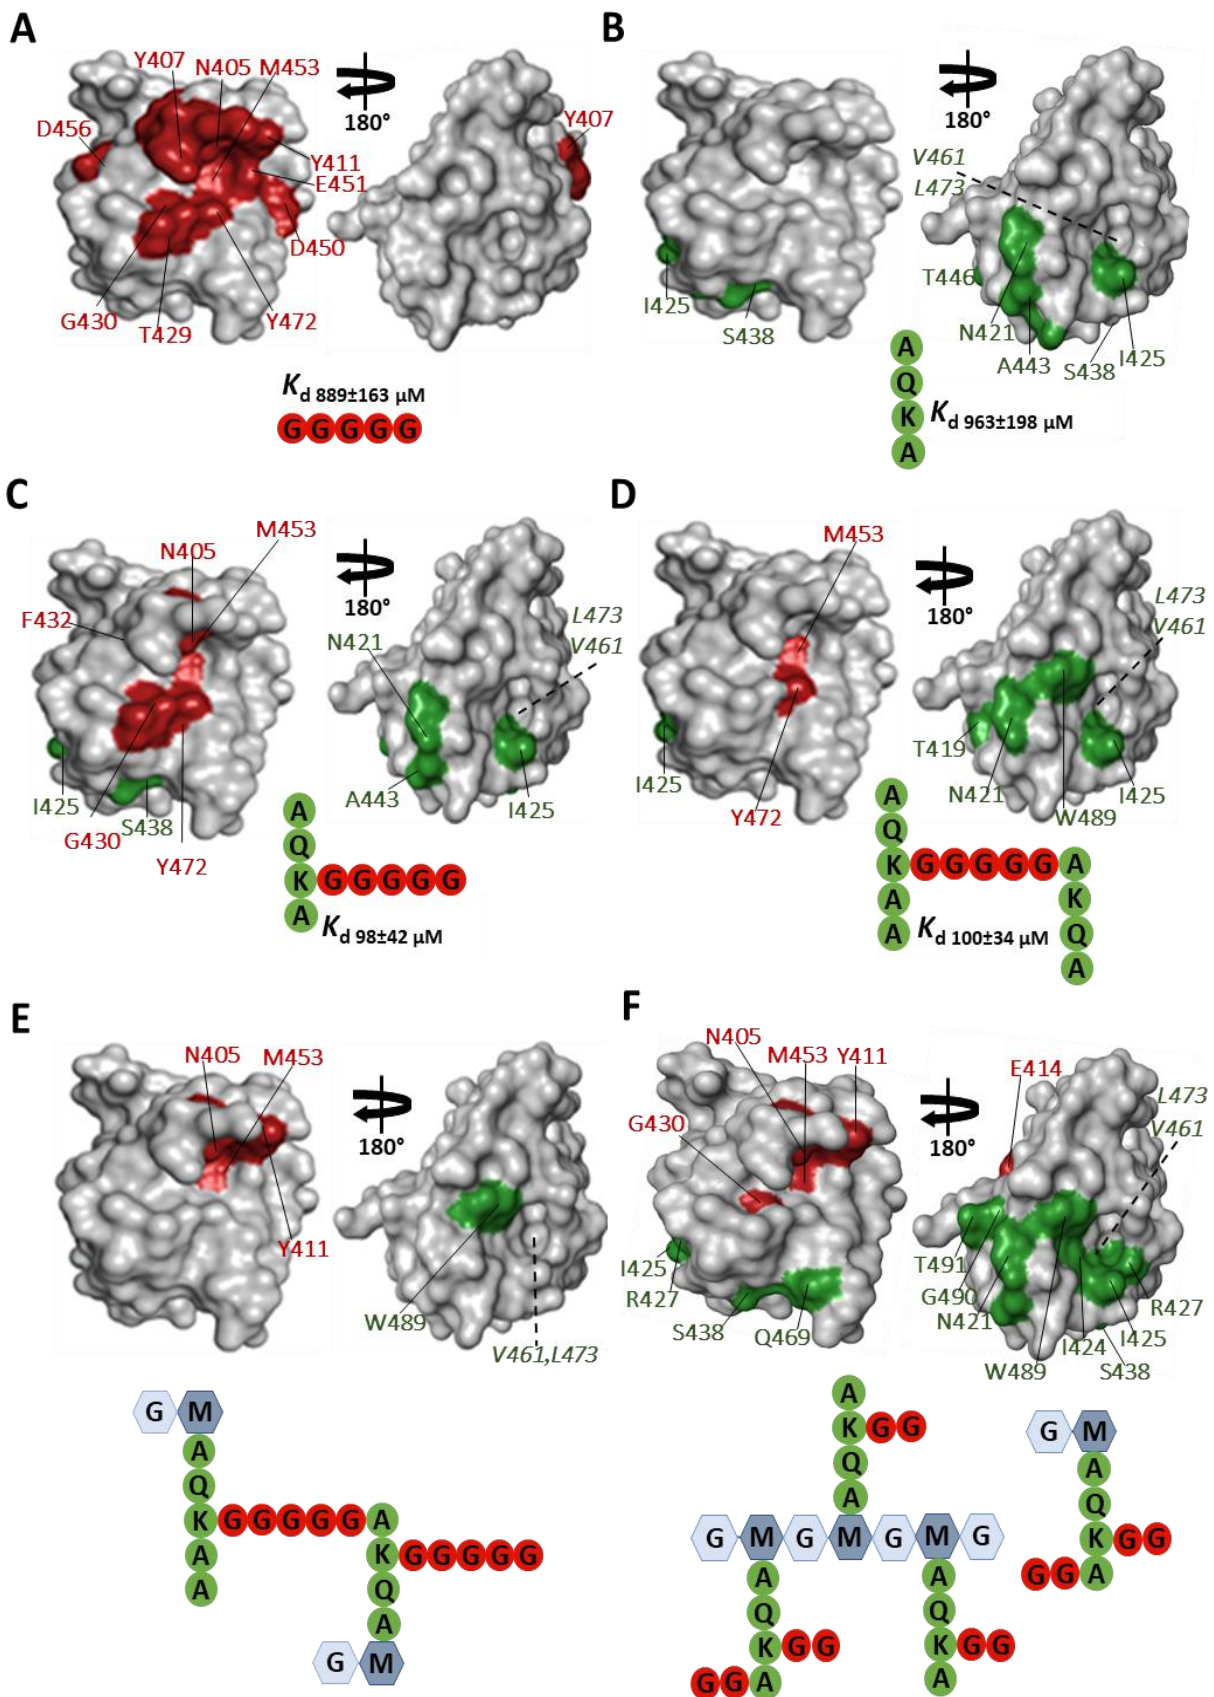 A
Y407 N405 M453
180°
D456
Y407
Y411
E451
D450
G430
T429
Y472
Kd 889±163 µM
G G G G G
B
180°
V461
L473
T446
I425
S438
N421
A443
S438
I425
A
Q
K
A
Kd 963±198 µM
C
M453
N405
180°
F432
N421
L473
V461
I425
S438
G430
Y472
A443
I425
A
Q
K G G G G G
A
Kd 98±42 µM
D
M453
180°
L473
V461
T419
I425
N421
I425
Y472
W489
A
Q
K G G G G G A
A K
A Q
A
Kd 100±34 µM
E
N405 M453
180°
Y411
W489
V461,L473
G M
A
Q
K G G G G G A
A K G G G G G
A Q
A
G M
F
N405
M453 Y411
E414
L473
V461
G430
180°
I425
R427
S438
Q469
T491
G490
N421
W489
I424
S438
I425
R427
A
K G G
Q
A
G M G M G M G
A
Q
K G G
G G A
A
Q
K G G
A
G M
A
Q
K G G
G G A